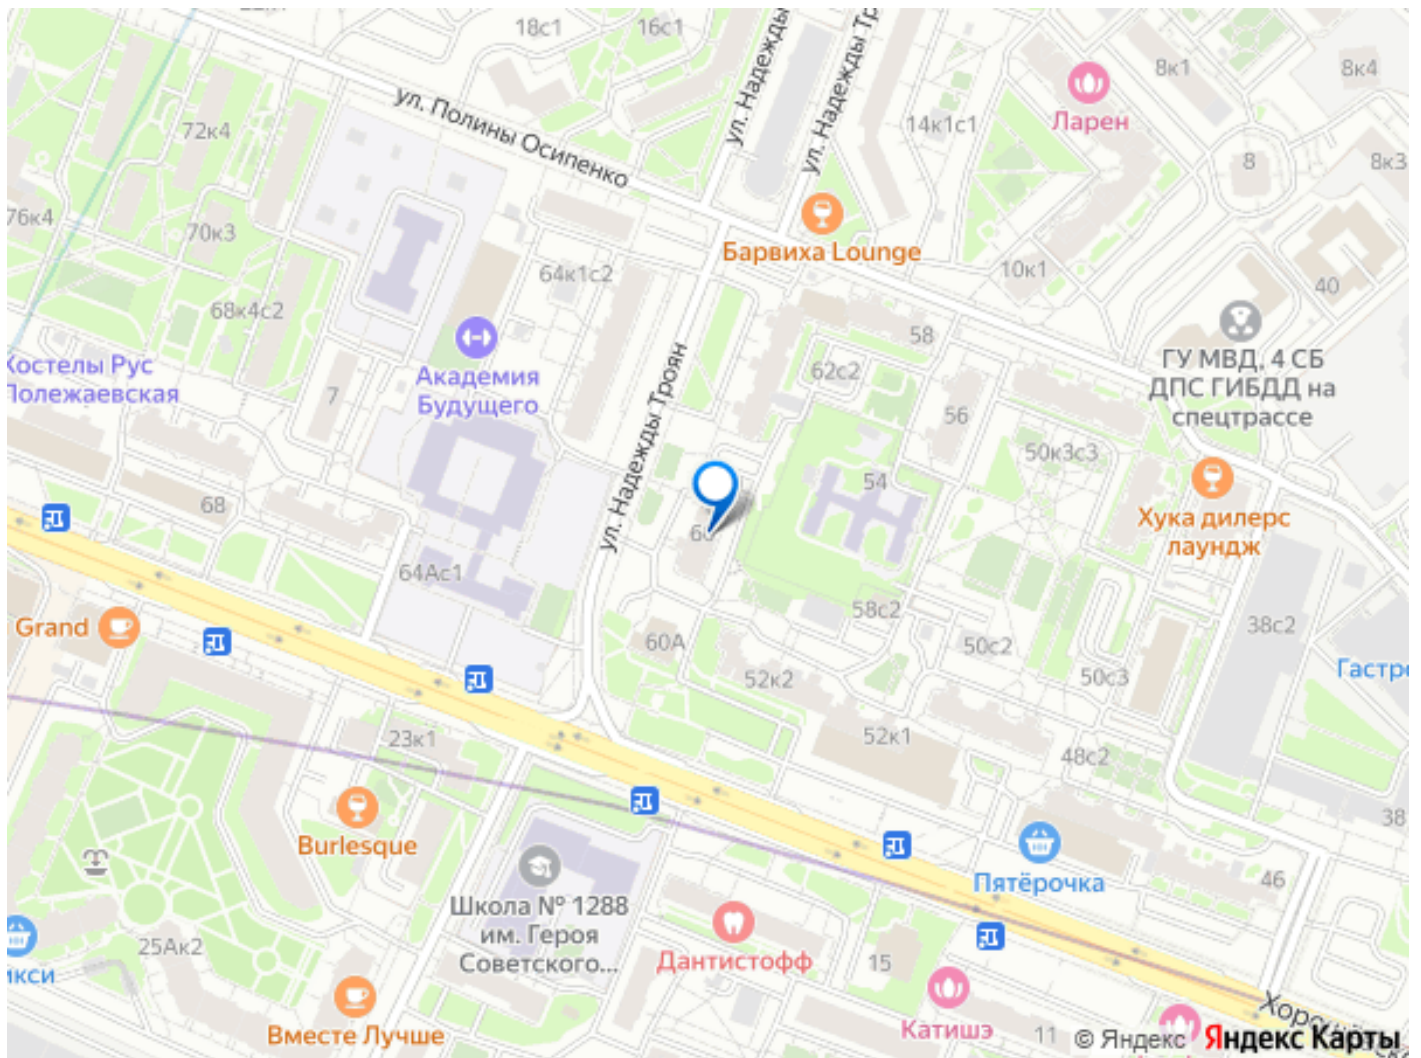 18с1
16с1
ул. Надежды
ул. Надежды Тр
8к1
8к4
Ларен
ул. Полины Осипенко
72к4
14к1с1
8
8к3
76к4
70к3
Барвиха Lounge
64к1с2
10к1
40
68к4с2
58
ГУ МВД, 4 СБ
ДПС ГИБДД на
спецтрассе
Хостелы Рус
Полежаевская
7
Академия
Будущего
ул. Надежды Троян
62с2
56
50к3с3
54
68
Хука дилерс
лаундж
64Ас1
58с2
Grand
60А
50с2
38с2
52к2
50с3
Гастро
23к1
52к1
48с2
38
Burlesque
Пятёрочка
46
Школа № 1288
им. Героя
Советского...
25Ак2
Дантистофф
15
икси
Вместе Лучше
Катишэ
11
© Яндекс
Яндекс Карты